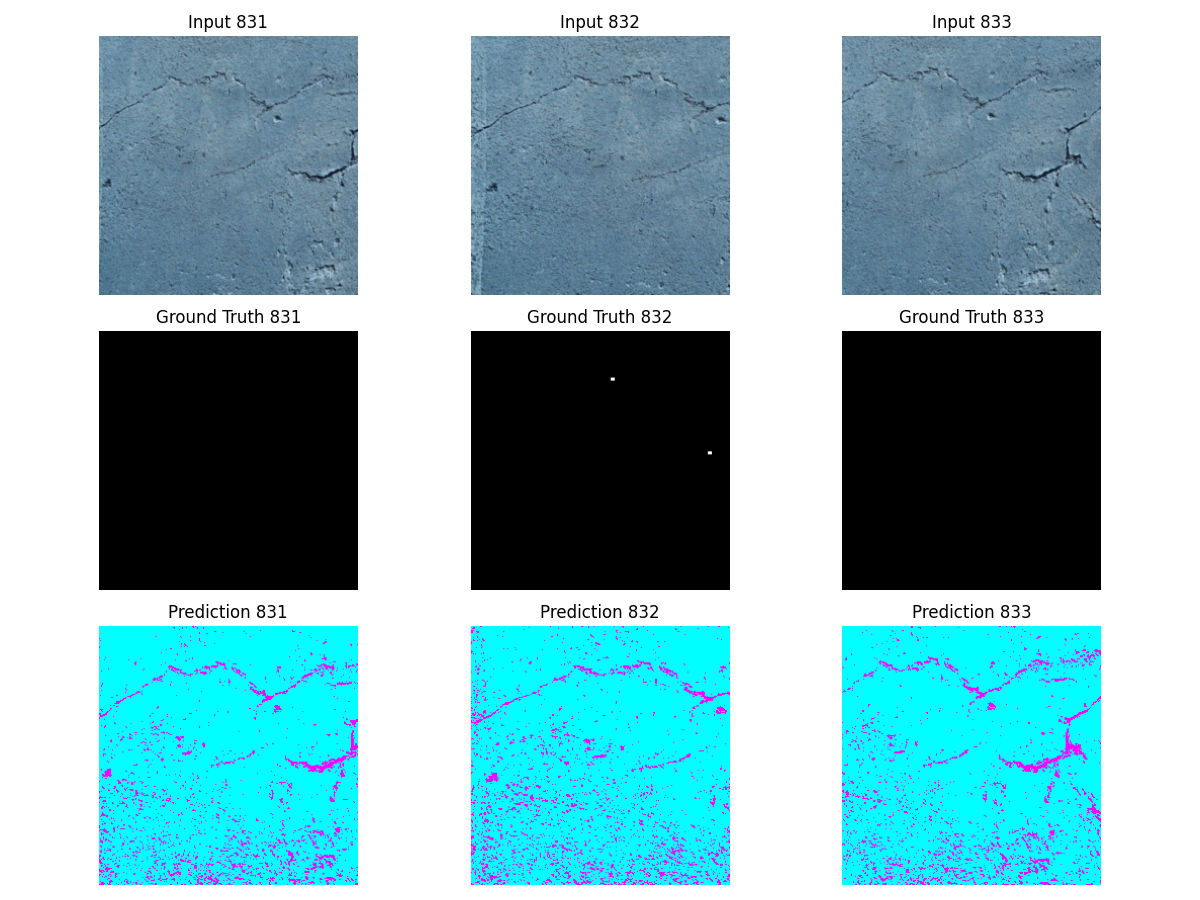 Input 831
Input 832
Input 833
Ground Truth 831
Ground Truth 832
Ground Truth 833
Prediction 831
Prediction 832
Prediction 833